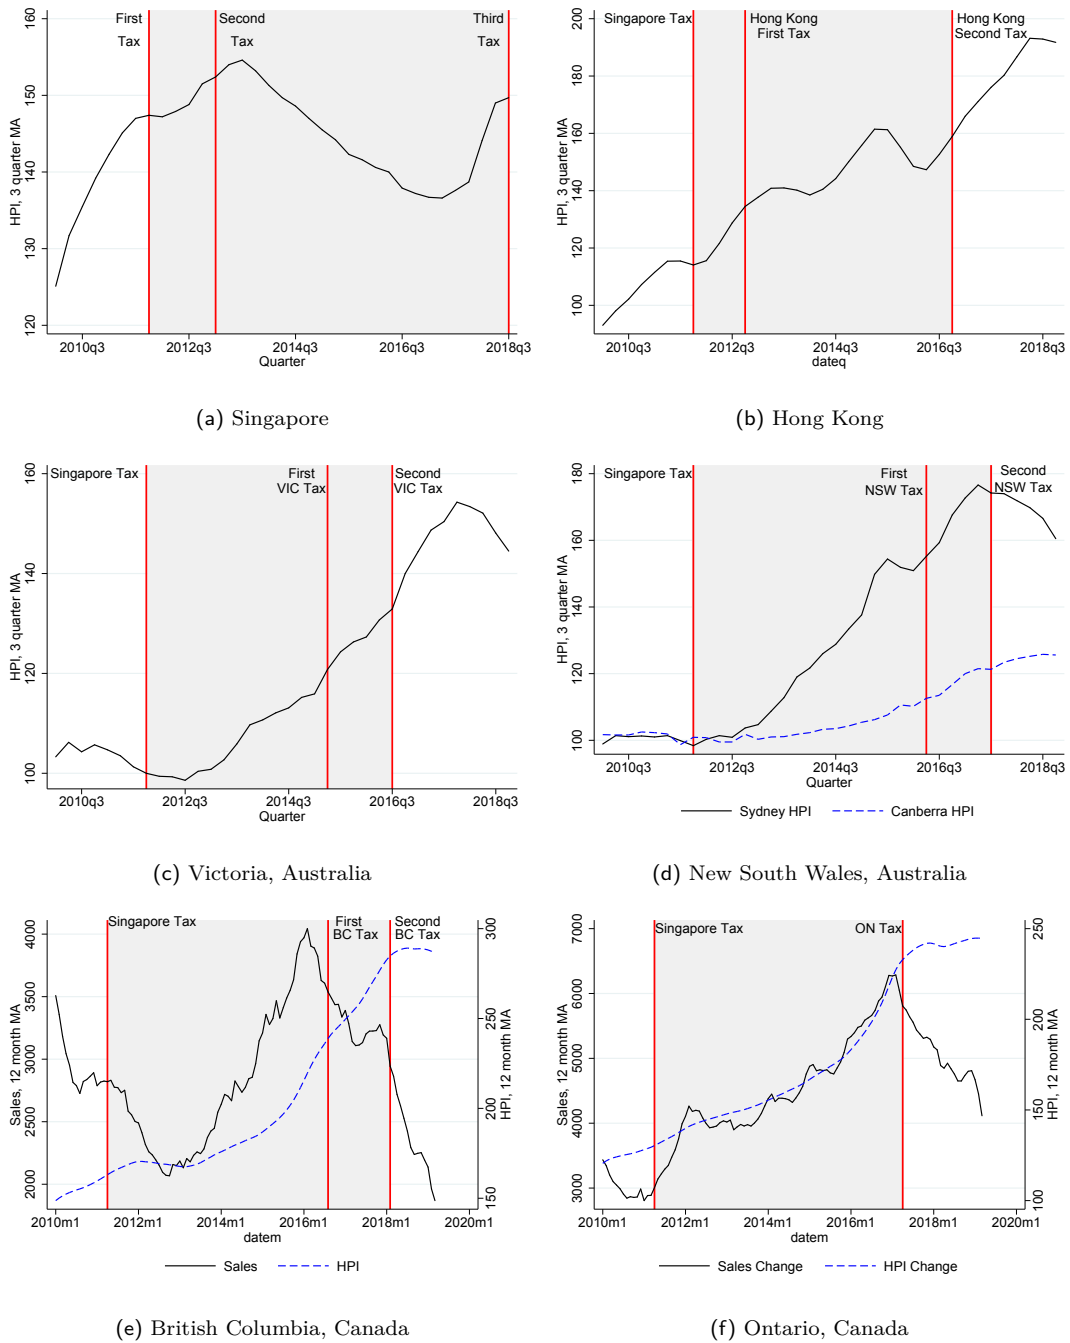 First Tax
Second Tax
Third Tax
HPI, 3 quarter MA
160
150
140
130
120
2010q3 2012q3 2014q3 2016q3 2018q3
Quarter
(a) Singapore
Singapore Tax
Hong Kong First Tax
Hong Kong Second Tax
HPI, 3 quarter MA
200
180
160
140
120
100
2010q3 2012q3 2014q3 2016q3 2018q3
dateq
(b) Hong Kong
Singapore Tax
First VIC Tax
Second VIC Tax
HPI, 3 quarter MA
160
140
120
100
2010q3 2012q3 2014q3 2016q3 2018q3
Quarter
(c) Victoria, Australia
Singapore Tax
First NSW Tax
Second NSW Tax
HPI, 3 quarter MA
180
160
140
120
100
2010q3 2012q3 2014q3 2016q3 2018q3
Quarter
Sydney HPI Canberra HPI
(d) New South Wales, Australia
Singapore Tax
First BC Tax
Second BC Tax
Sales, 12 month MA
4000
3500
3000
2500
2000
HPI, 12 month MA
300
250
200
150
2010m1 2012m1 2014m1 2016m1 2018m1 2020m1
datem
Sales HPI
(e) British Columbia, Canada
Singapore Tax
ON Tax
Sales, 12 month MA
7000
6000
5000
4000
3000
HPI, 12 month MA
250
200
150
100
2010m1 2012m1 2014m1 2016m1 2018m1 2020m1
datem
Sales Change HPI Change
(f) Ontario, Canada